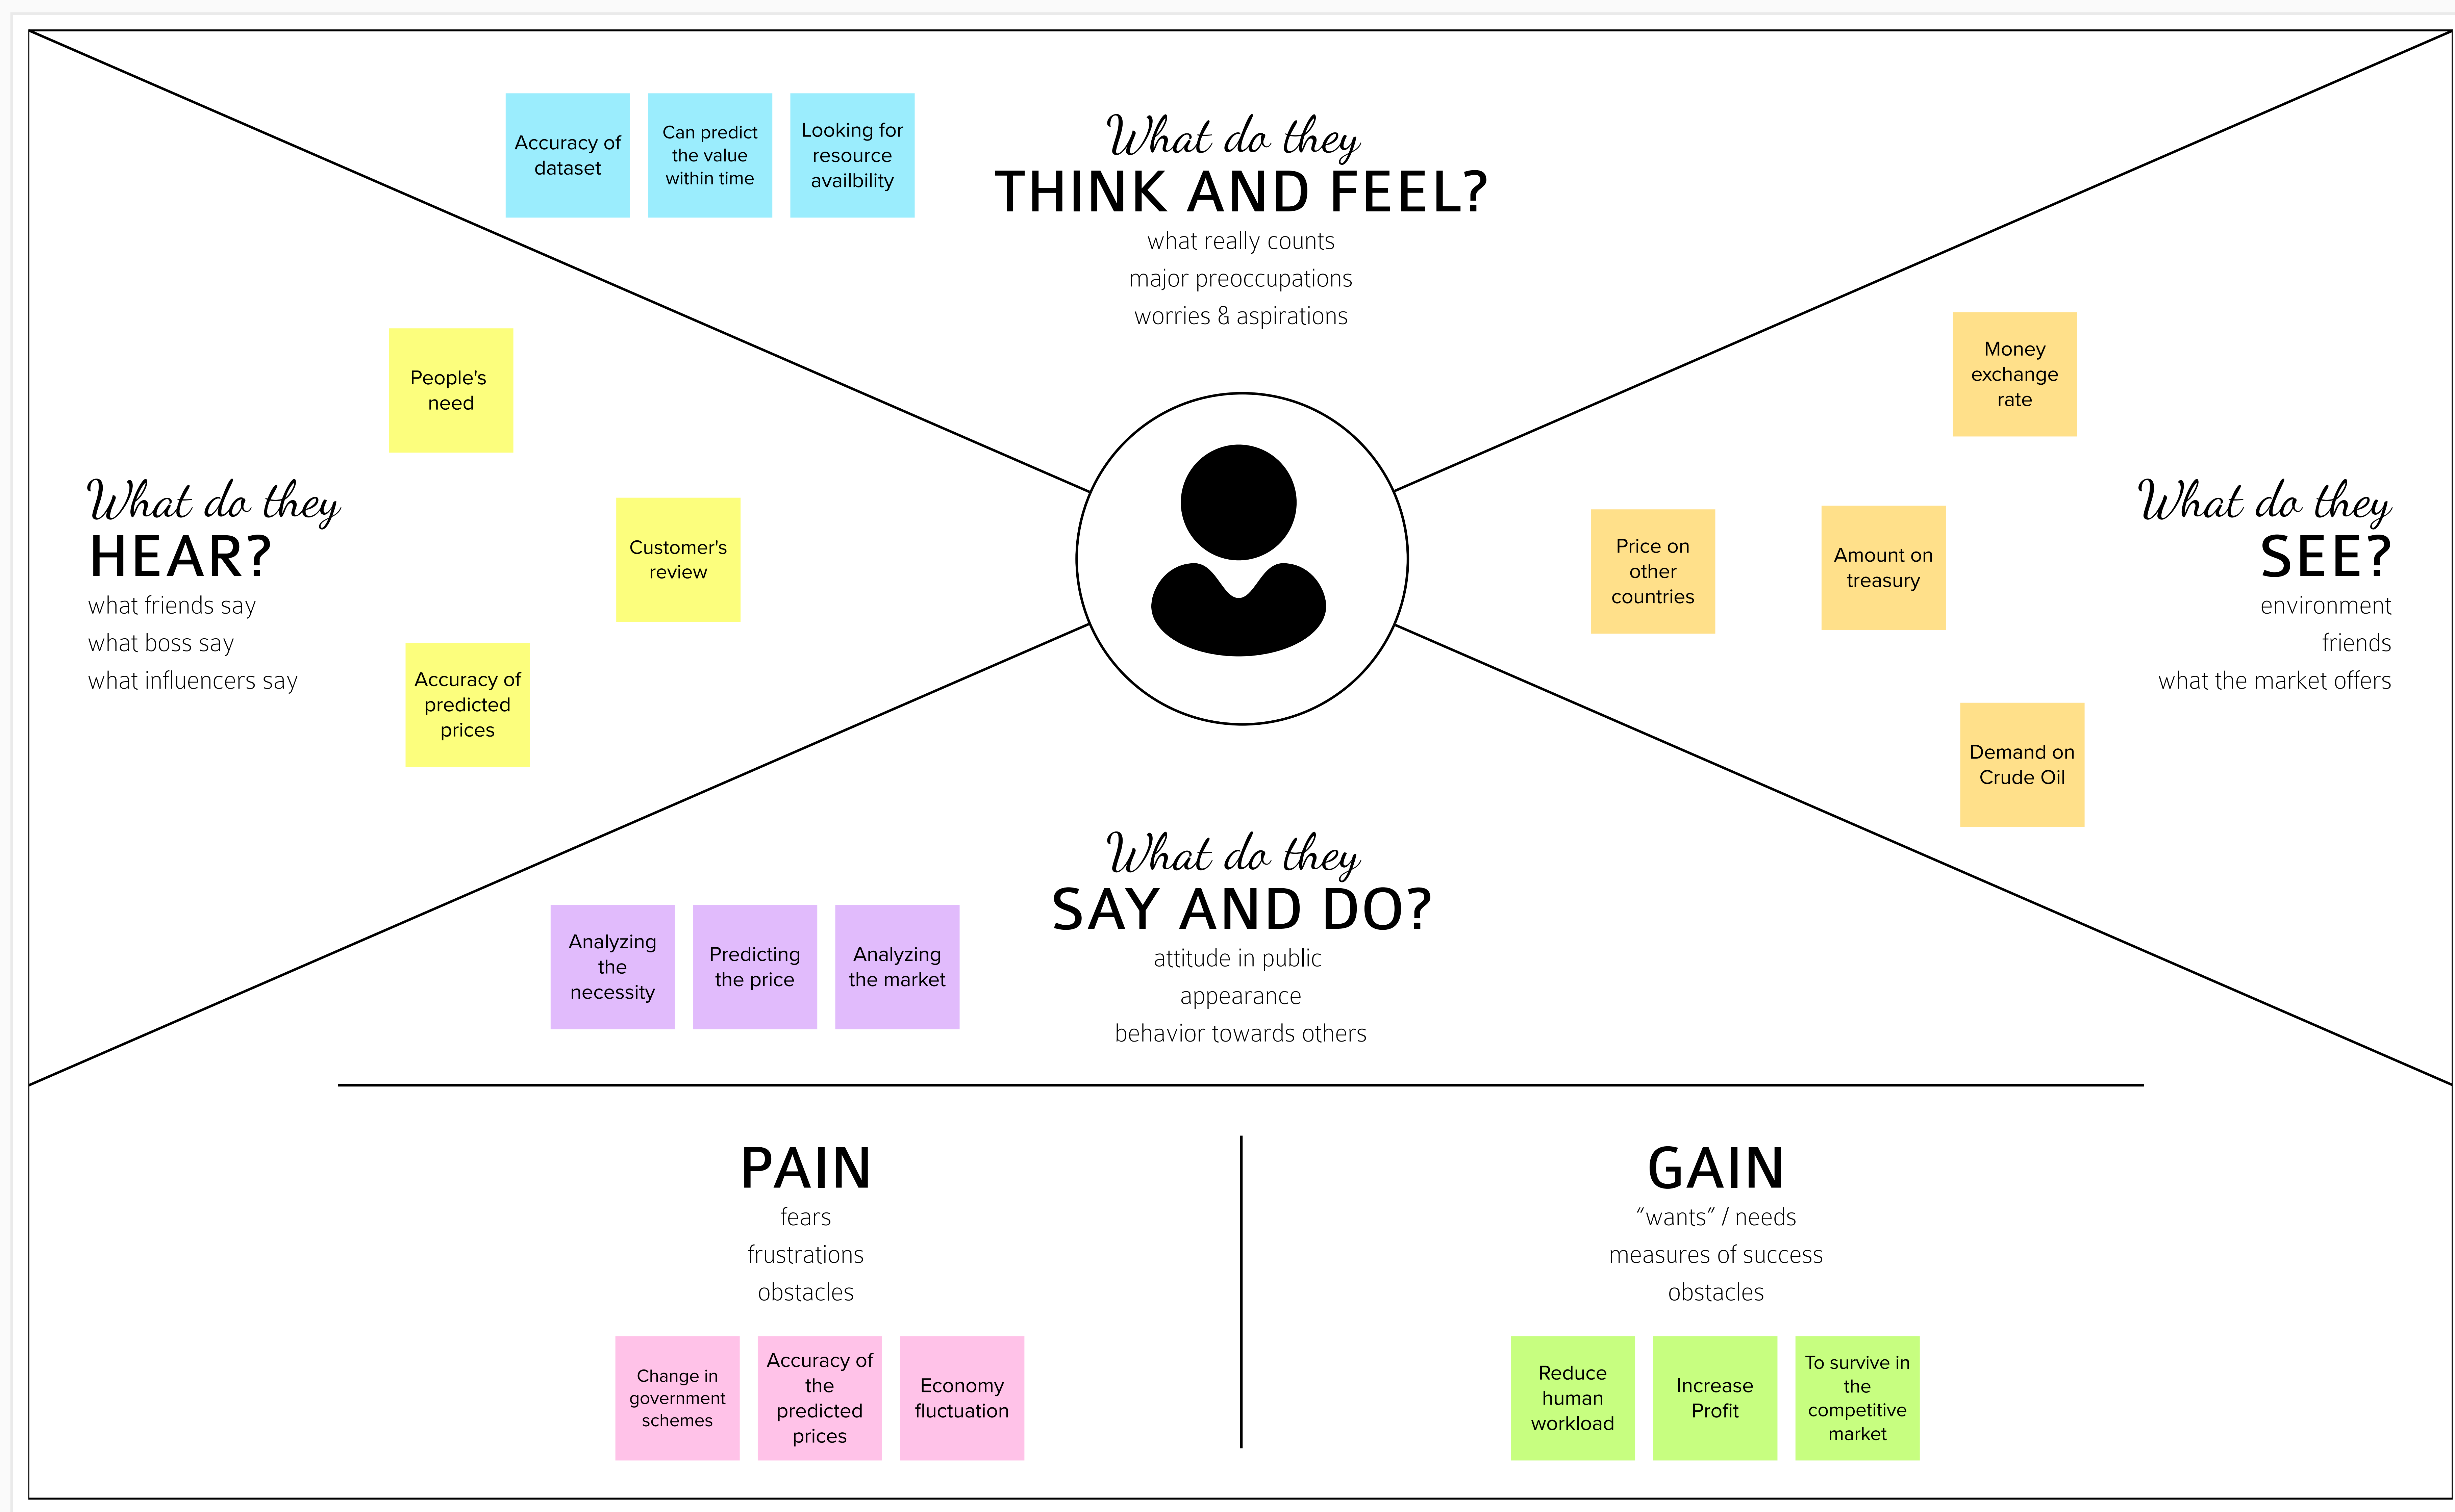 Accuracy of
dataset
Can predict
the value
within time
Looking for
resource
availbility
What do they
THINK AND FEEL?
what really counts
major preoccupations
worries & aspirations
People's
need
Customer's
review
Accuracy of
predicted
prices
What do they
HEAR?
what friends say
what boss say
what influencers say
Money
exchange
rate
Price on
other
countries
Amount on
treasury
Demand on
Crude Oil
What do they
SEE?
environment
friends
what the market offers
What do they
SAY AND DO?
attitude in public
appearance
behavior towards others
Analyzing
the
necessity
Predicting
the price
Analyzing
the market
PAIN
fears
frustrations
obstacles
Change in
government
schemes
Accuracy of
the
predicted
prices
Economy
fluctuation
GAIN
“wants” / needs
measures of success
obstacles
Reduce
human
workload
Increase
Profit
To survive in
the
competitive
market